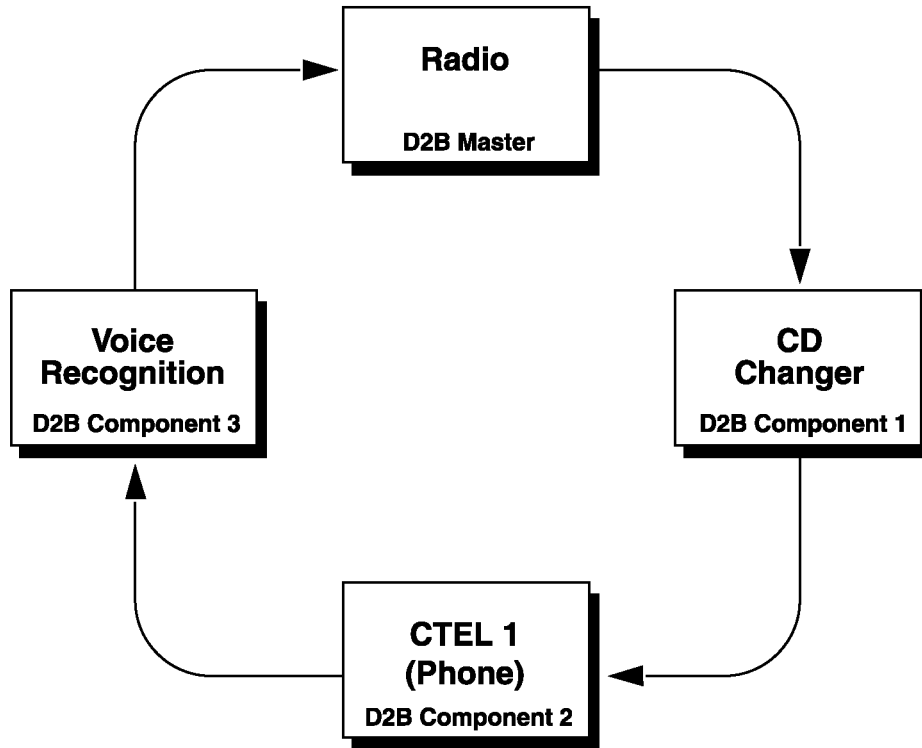 Radio
D2B Master
Voice
Recognition
D2B Component 3
CD
Changer
D2B Component 1
CTEL 1
(Phone)
D2B Component 2